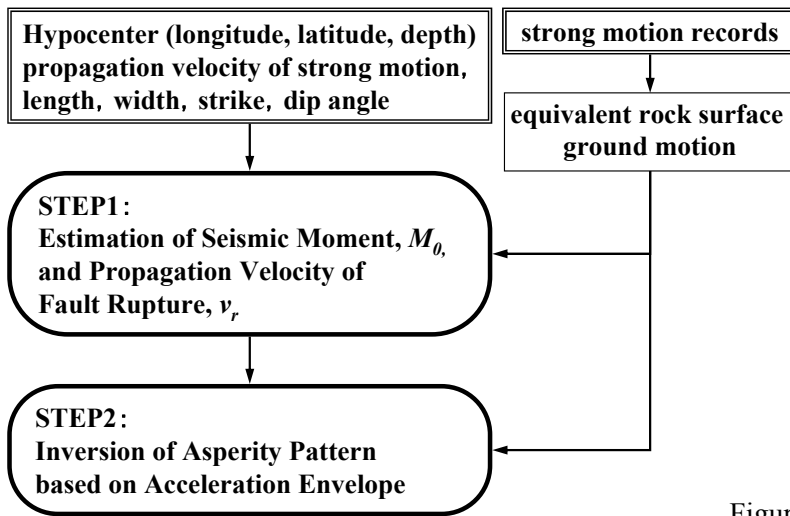 Hypocenter (longitude, latitude, depth)
propagation velocity of strong motion,
length, width, strike, dip angle
strong motion records
equivalent rock surface
ground motion
STEP1:
Estimation of Seismic Moment, M0,
and Propagation Velocity of
Fault Rupture, vr
STEP2:
Inversion of Asperity Pattern
based on Acceleration Envelope